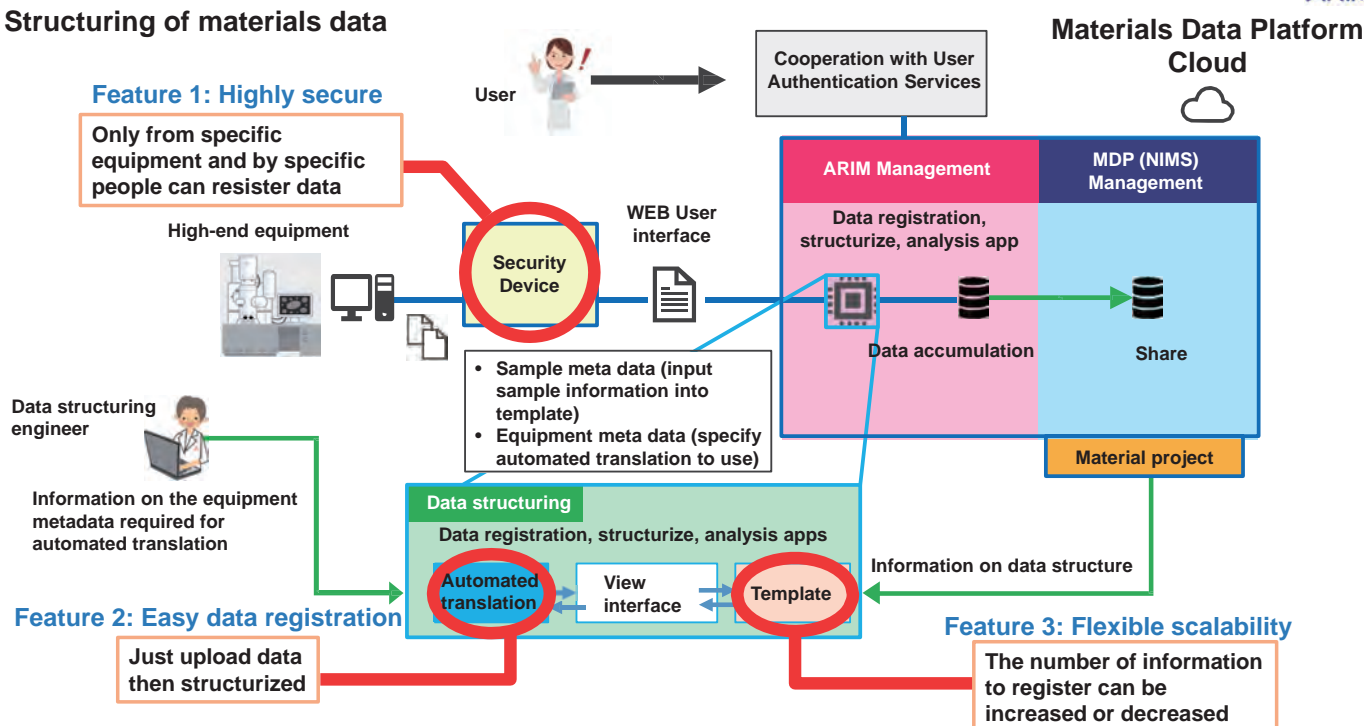 Structuring of materials data
Materials Data Platform
Cloud
User
Cooperation with User
Authentication Services
Feature 1: Highly secure
Only from specific
equipment and by specific
people can resister data
ARIM Management
MDP (NIMS)
Management
High-end equipment
Security
Device
WEB User
interface
Data registration,
structurize, analysis app
Data accumulation
Share
• Sample meta data (input
sample information into
template)
• Equipment meta data (specify
automated translation to use)
Data structuring
engineer
Information on the equipment
metadata required for
automated translation
Material project
Data structuring
Data registration, structurize, analysis apps
Automated
translation
View
interface
Template
Information on data structure
Feature 2: Easy data registration
Just upload data
then structurized
Feature 3: Flexible scalability
The number of information
to register can be
increased or decreased